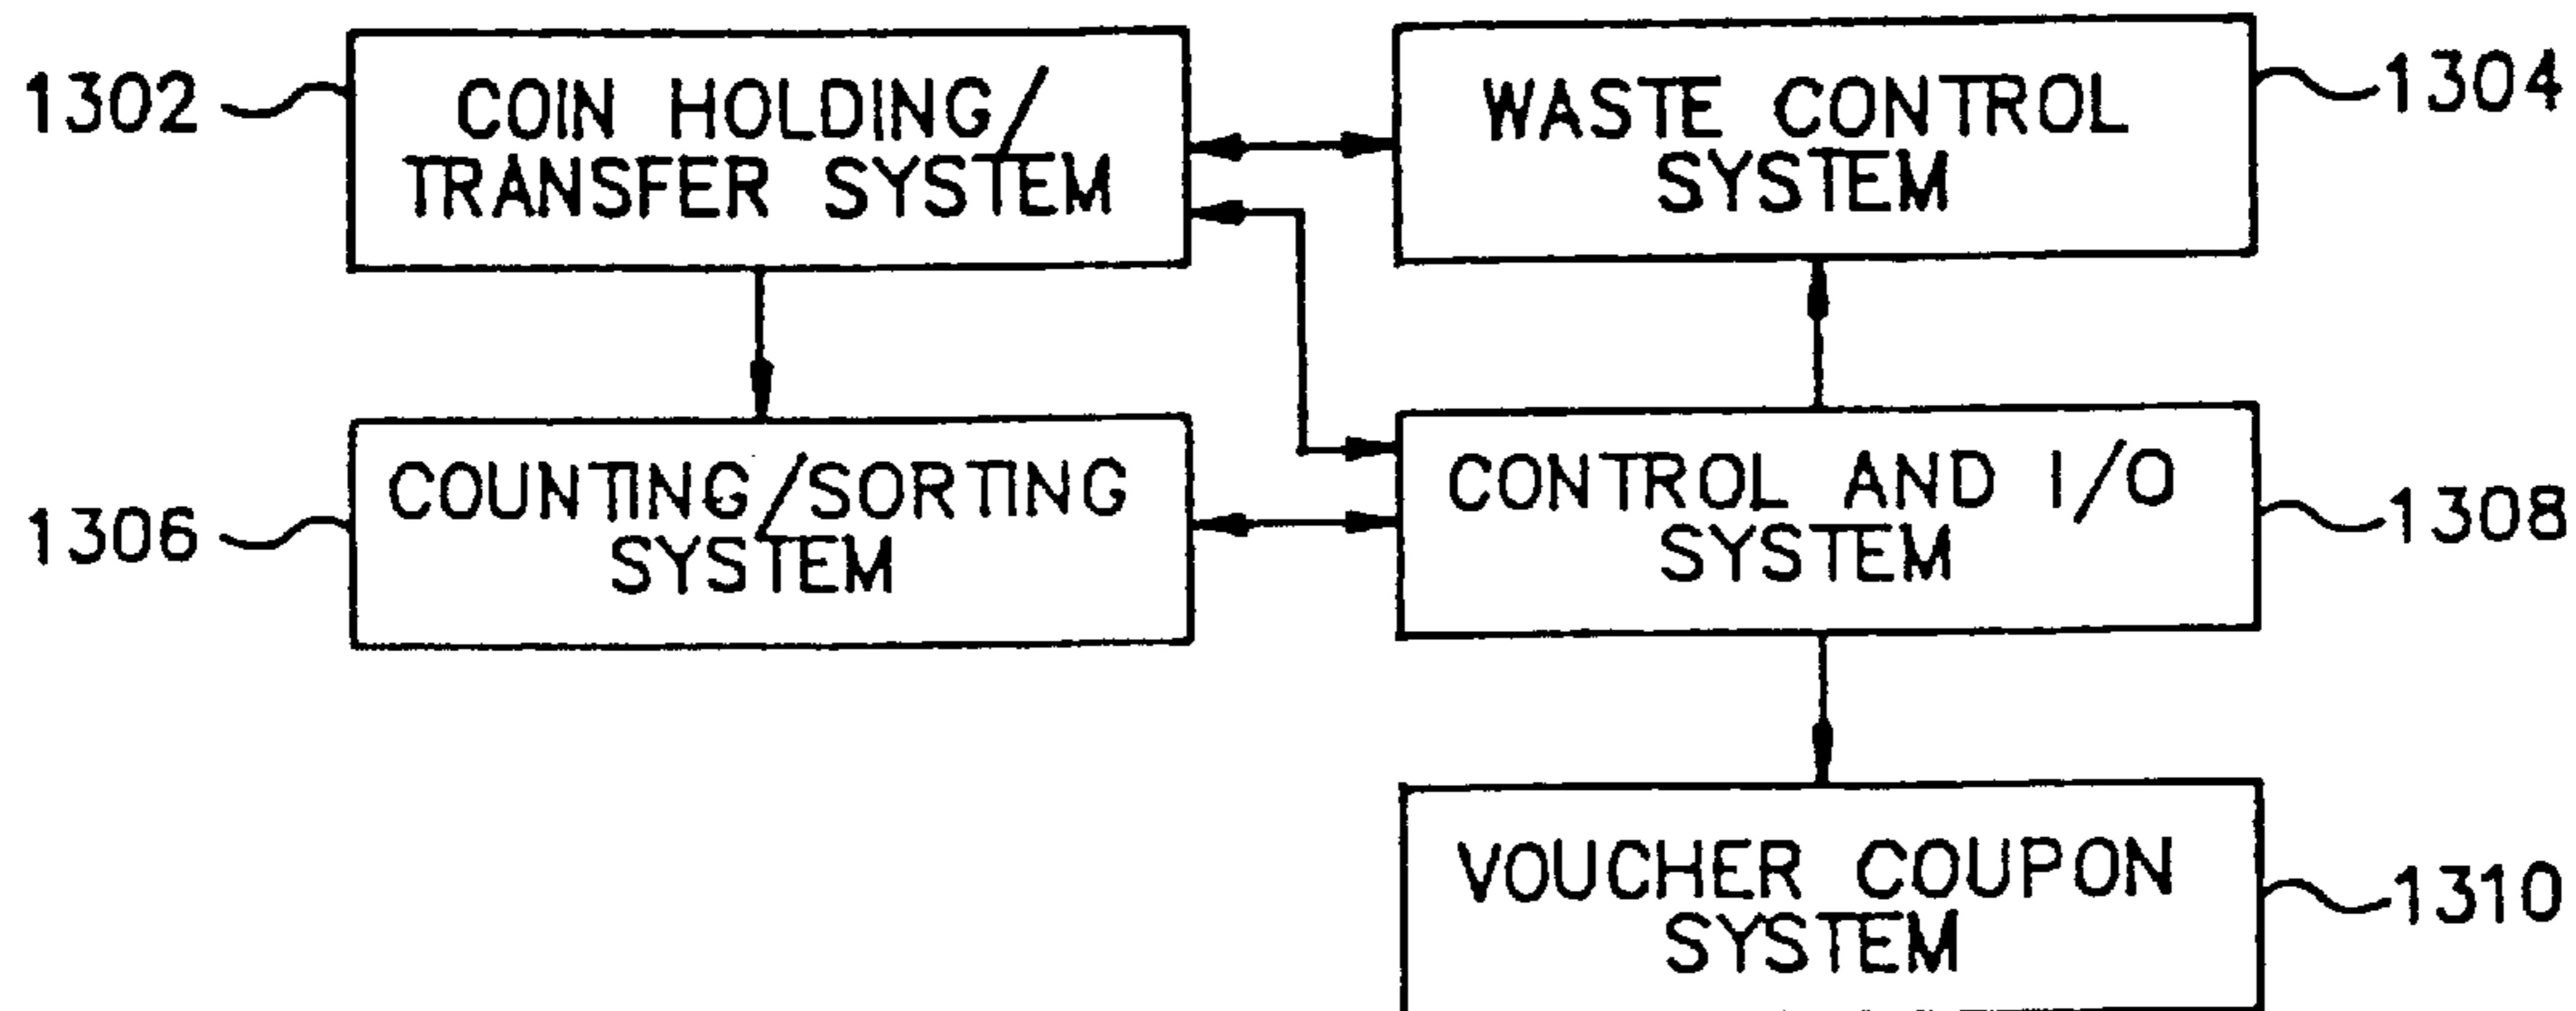 1302
COIN HOLDING/
TRANSFER SYSTEM
WASTE CONTROL
SYSTEM
1304
1306
COUNTING/SORTING
SYSTEM
CONTROL AND I/O
SYSTEM
1308
VOUCHER COUPON
SYSTEM
1310